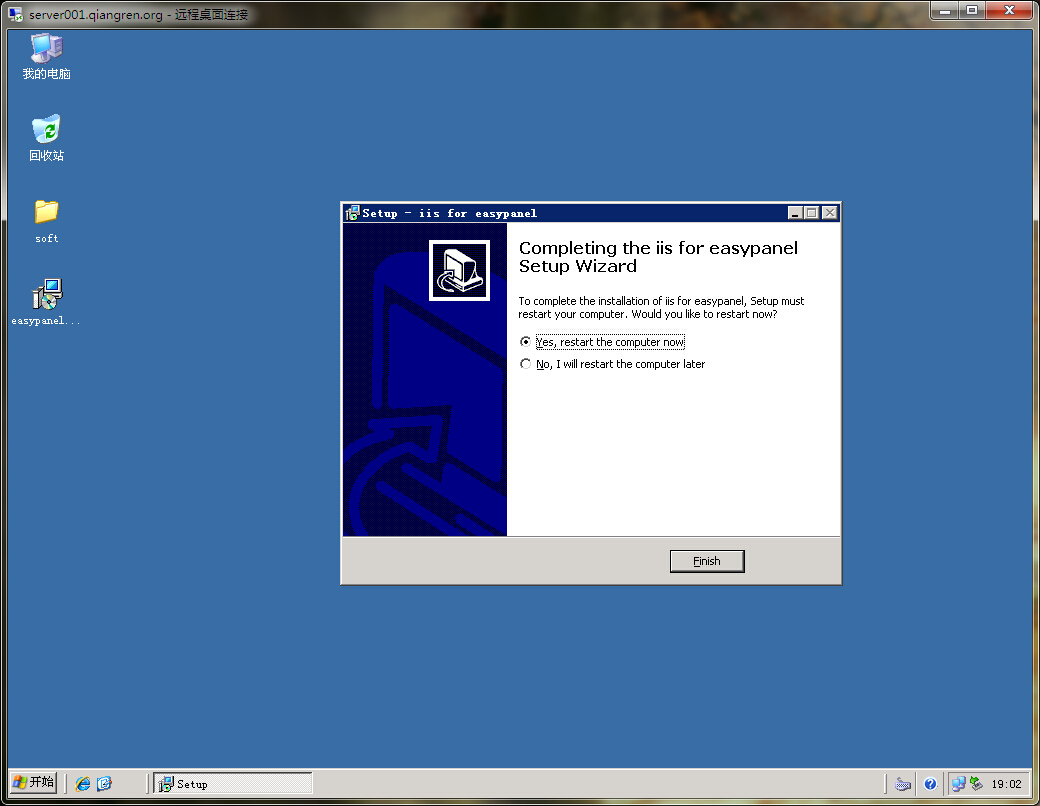 server001.qiangren.org - 远程桌面连接
我的电脑
回收站
soft
easypanel...
Setup - iis for easypanel
Completing the iis for easypanel
Setup Wizard
To complete the installation of iis for easypanel, Setup must
restart your computer. Would you like to restart now?
Yes, restart the computer now
No, I will restart the computer later
Finish
开始
Setup
19:02